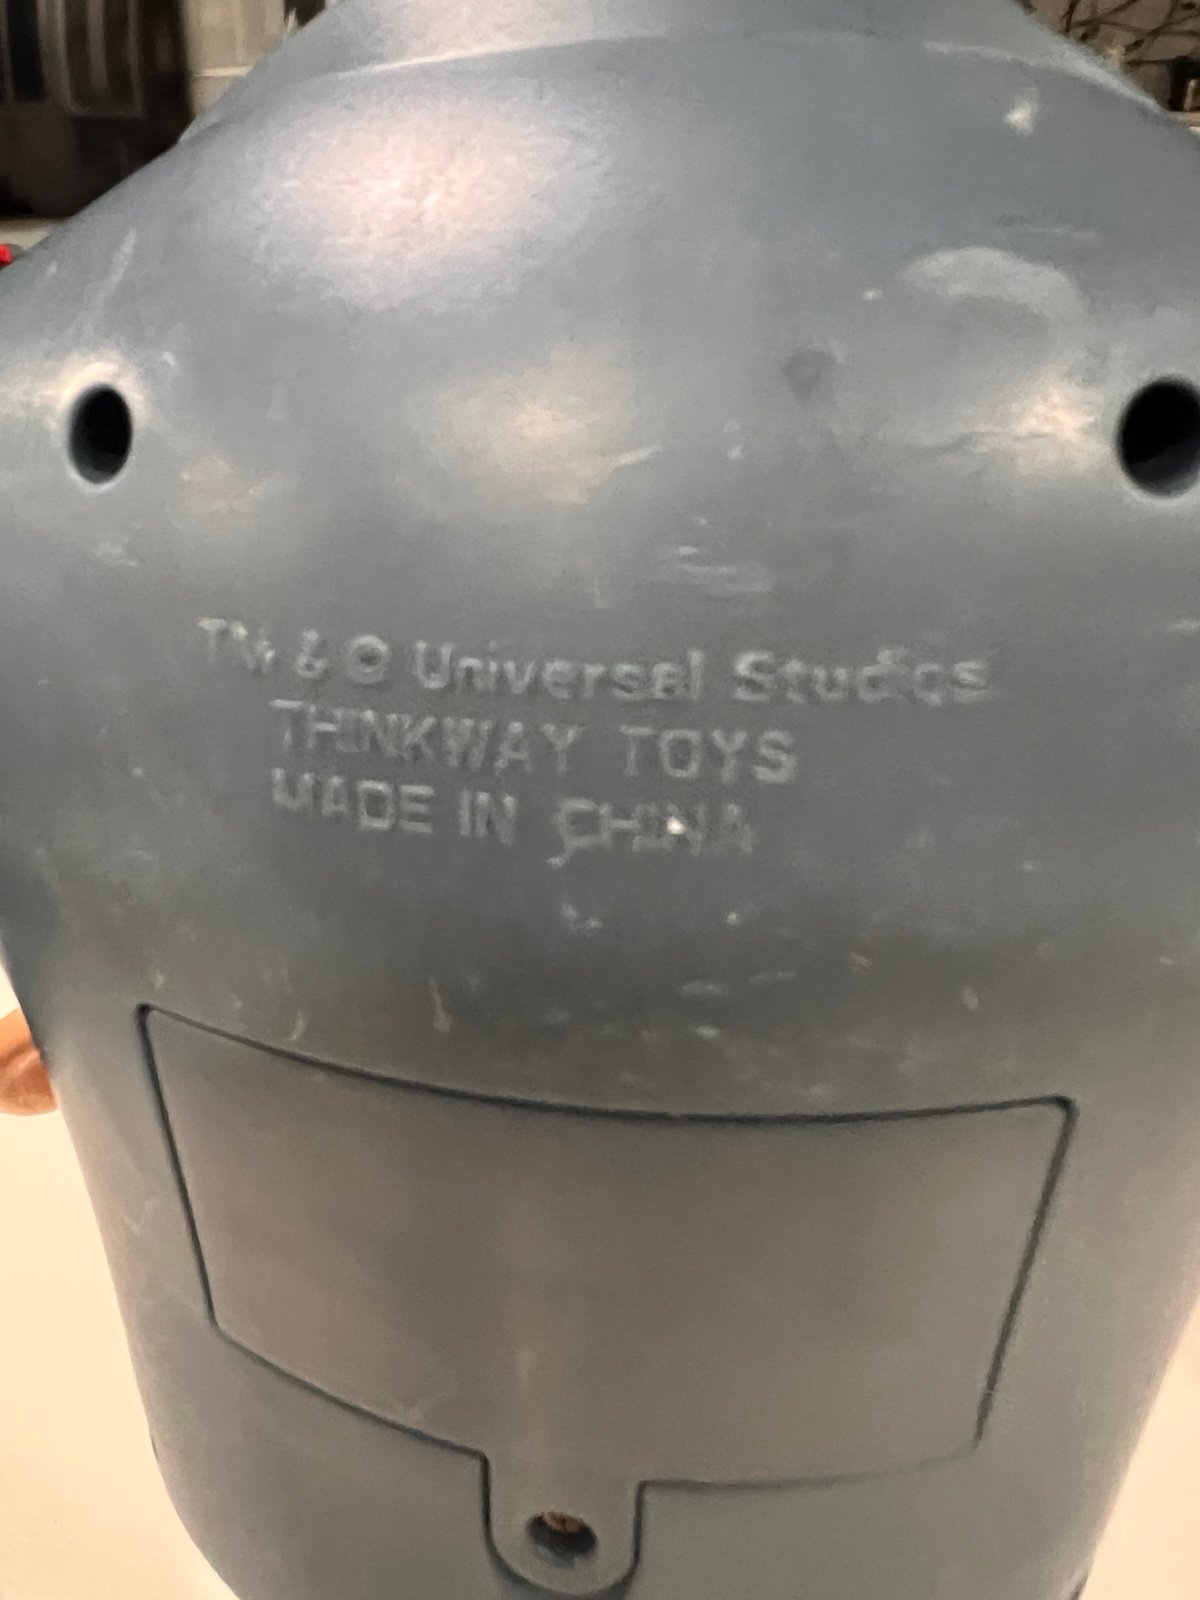 TM & © Universal Studios
THINKWAY TOYS
MADE IN CHINA